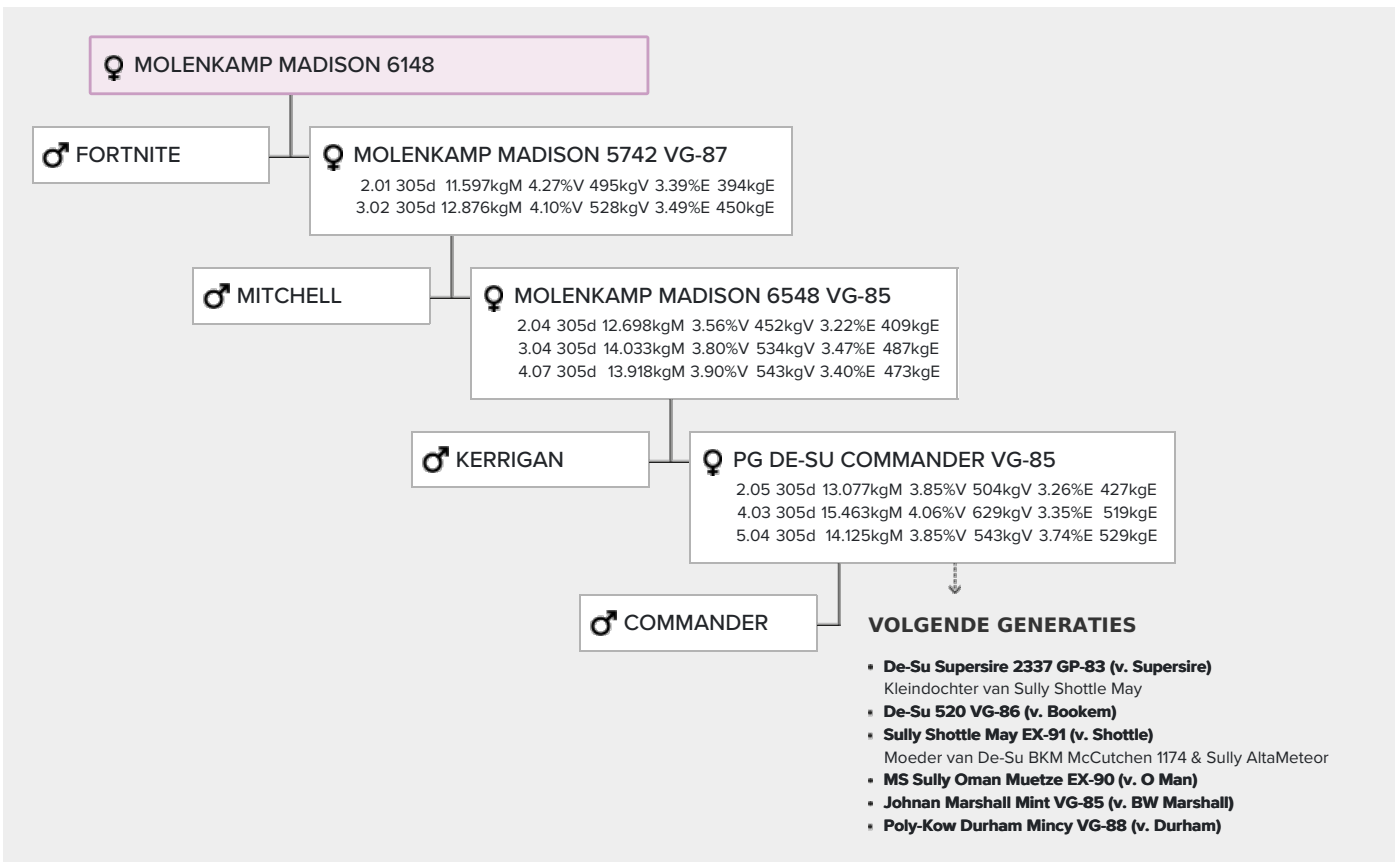 MOLENKAMP MADISON 6148
FORTNITE
MOLENKAMP MADISON 5742 VG-87
2.01 305d 11.597kgM 4.27%V 495kgV 3.39%E 394kgE
3.02 305d 12.876kgM 4.10%V 528kgV 3.49%E 450kgE
MITCHELL
MOLENKAMP MADISON 6548 VG-85
2.04 305d 12.698kgM 3.56%V 452kgV 3.22%E 409kgE
3.04 305d 14.033kgM 3.80%V 534kgV 3.47%E 487kgE
4.07 305d 13.918kgM 3.90%V 543kgV 3.40%E 473kgE
KERRIGAN
PG DE-SU COMMANDER VG-85
2.05 305d 13.077kgM 3.85%V 504kgV 3.26%E 427kgE
4.03 305d 15.463kgM 4.06%V 629kgV 3.35%E 519kgE
5.04 305d 14.125kgM 3.85%V 543kgV 3.74%E 529kgE
COMMANDER
VOLGENDE GENERATIES
• De-Su Supersire 2337 GP-83 (v. Supersire)
Kleindochter van Sully Shottle May
• De-Su 520 VG-86 (v. Bookem)
• Sully Shottle May EX-91 (v. Shottle)
Moeder van De-Su BKM McCutchen 1174 & Sully AltaMeteor
• MS Sully Oman Muetze EX-90 (v. O Man)
• Johnan Marshall Mint VG-85 (v. BW Marshall)
• Poly-Kow Durham Mincy VG-88 (v. Durham)